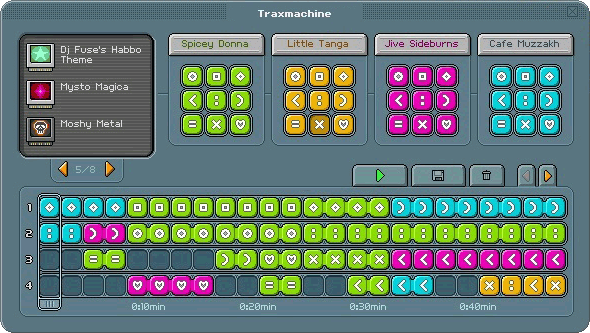 Traxmachine
Dj Fuse's Habbo
Theme
Mysto Magica
Moshy Metal
5/8
Spicey Donna
Little Tanga
Jive Sideburns
Cafe Muzzakh
1
2
3
4
0:10min
0:20min
0:30min
0:40min